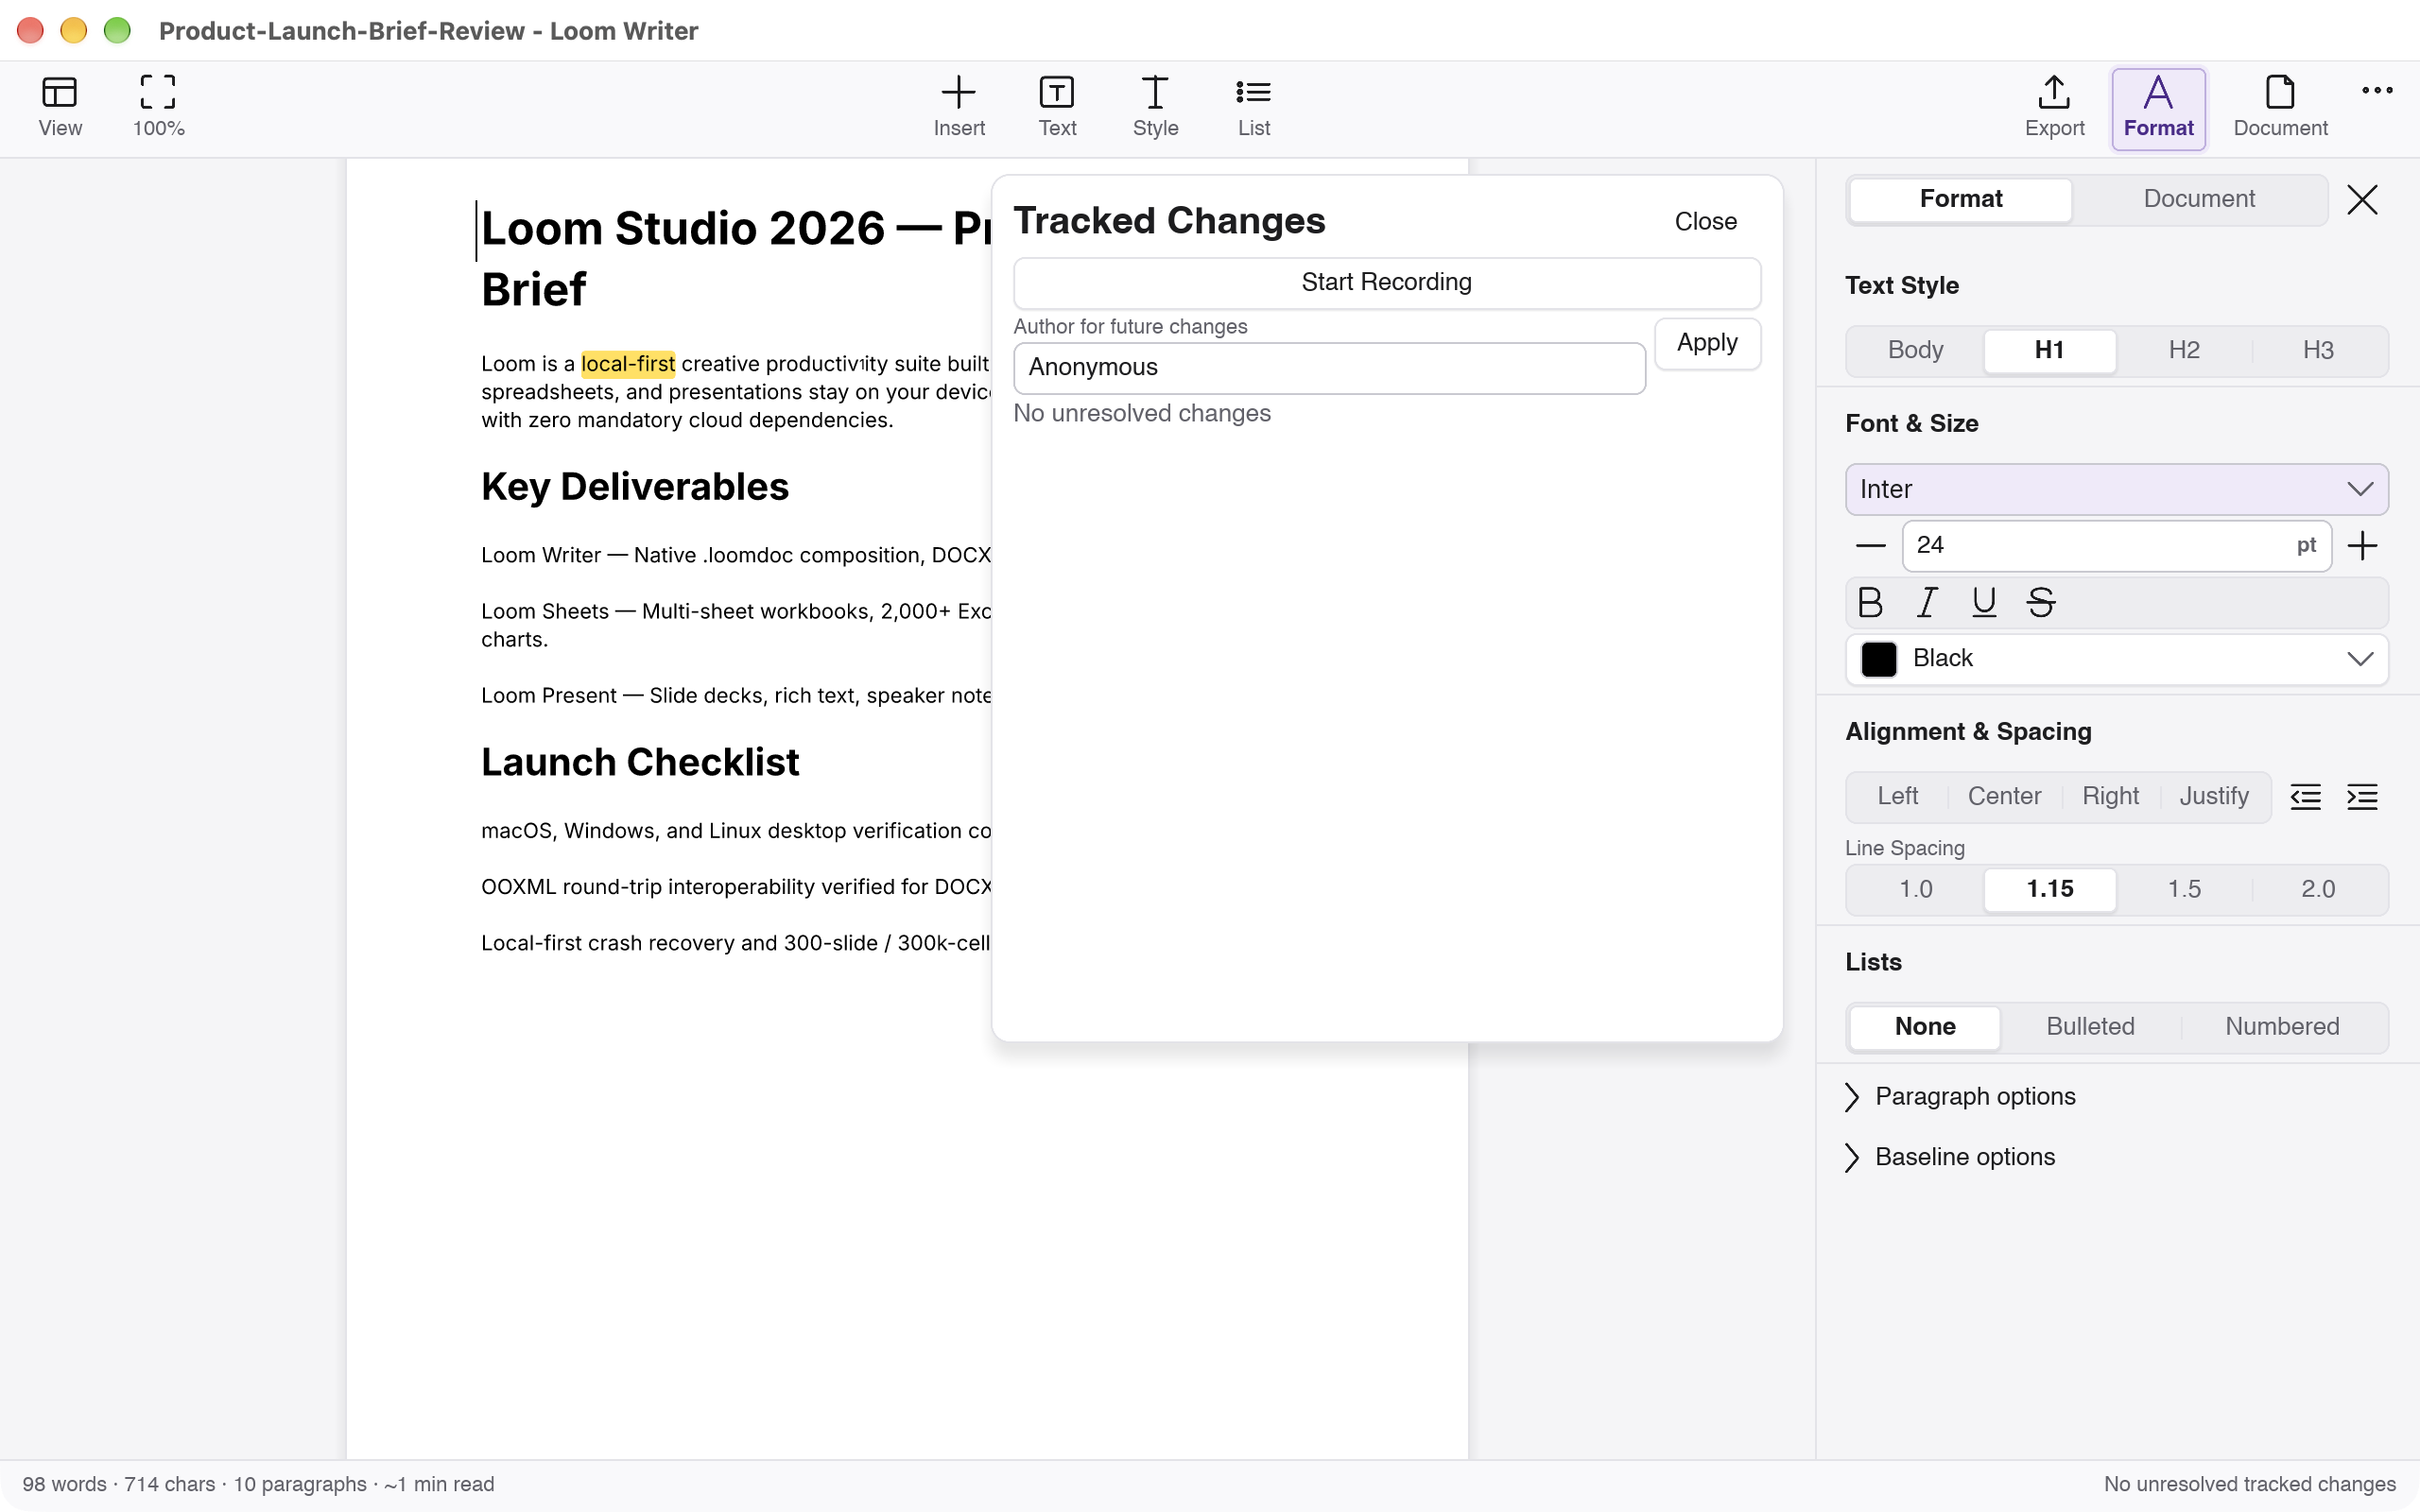 Product-Launch-Brief-Review - Loom Writer
View
100%
Insert
Text
Style
List
Export
Format
Document
Loom Studio 2026 —
Brief
Loom is a local-first creative productivity suite built
spreadsheets, and presentations stay on your
with zero mandatory cloud dependencies.
Key Deliverables
Loom Writer — Native .loomdoc composition, DOCX
Loom Sheets — Multi-sheet workbooks, 2,000+
charts.
Loom Present — Slide decks, rich text, speaker
Launch Checklist
macOS, Windows, and Linux desktop verification
OOXML round-trip interoperability verified for DOCX
Local-first crash recovery and 300-slide / 300k-cell
Tracked Changes
Close
Start Recording
Author for future changes
Anonymous
Apply
No unresolved changes
Format
Document
Text Style
Body
H1
H2
H3
Font & Size
Inter
24
pt
B I U S
Black
Alignment & Spacing
Left
Center
Right
Justify
Line Spacing
1.0
1.15
1.5
2.0
Lists
None
Bulleted
Numbered
Paragraph options
Baseline options
98 words · 714 chars · 10 paragraphs · ~1 min read
No unresolved tracked changes